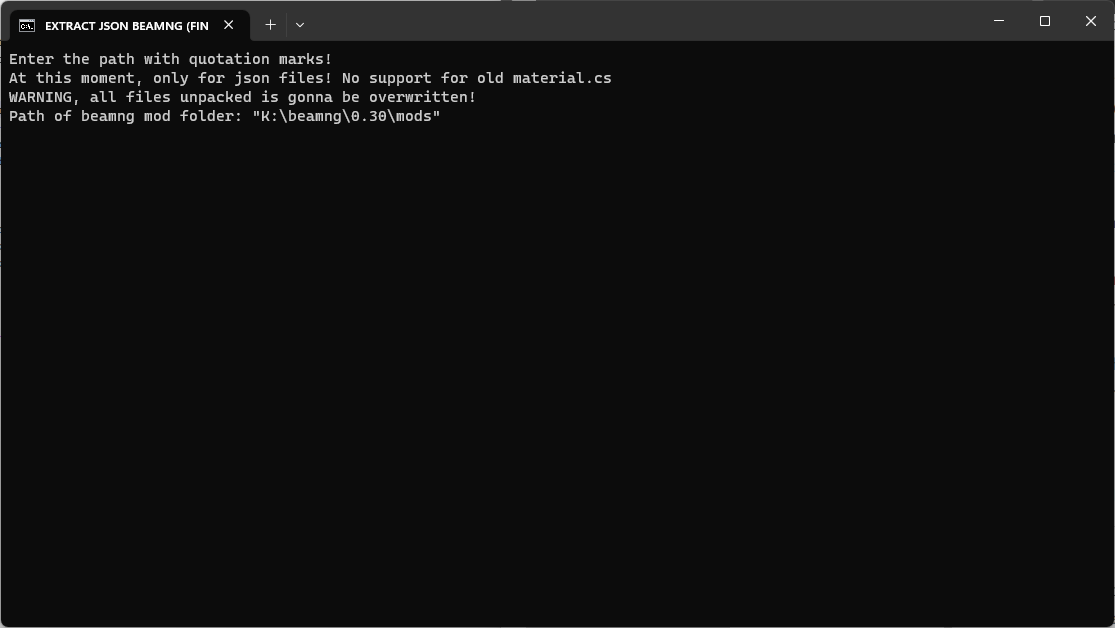 EXTRACT JSON BEAMNG (FIN
Enter the path with quotation marks!
At this moment, only for json files! No support for old material.cs
WARNING, all files unpacked is gonna be overwritten!
Path of beamng mod folder: "K:\beamng\0.30\mods"